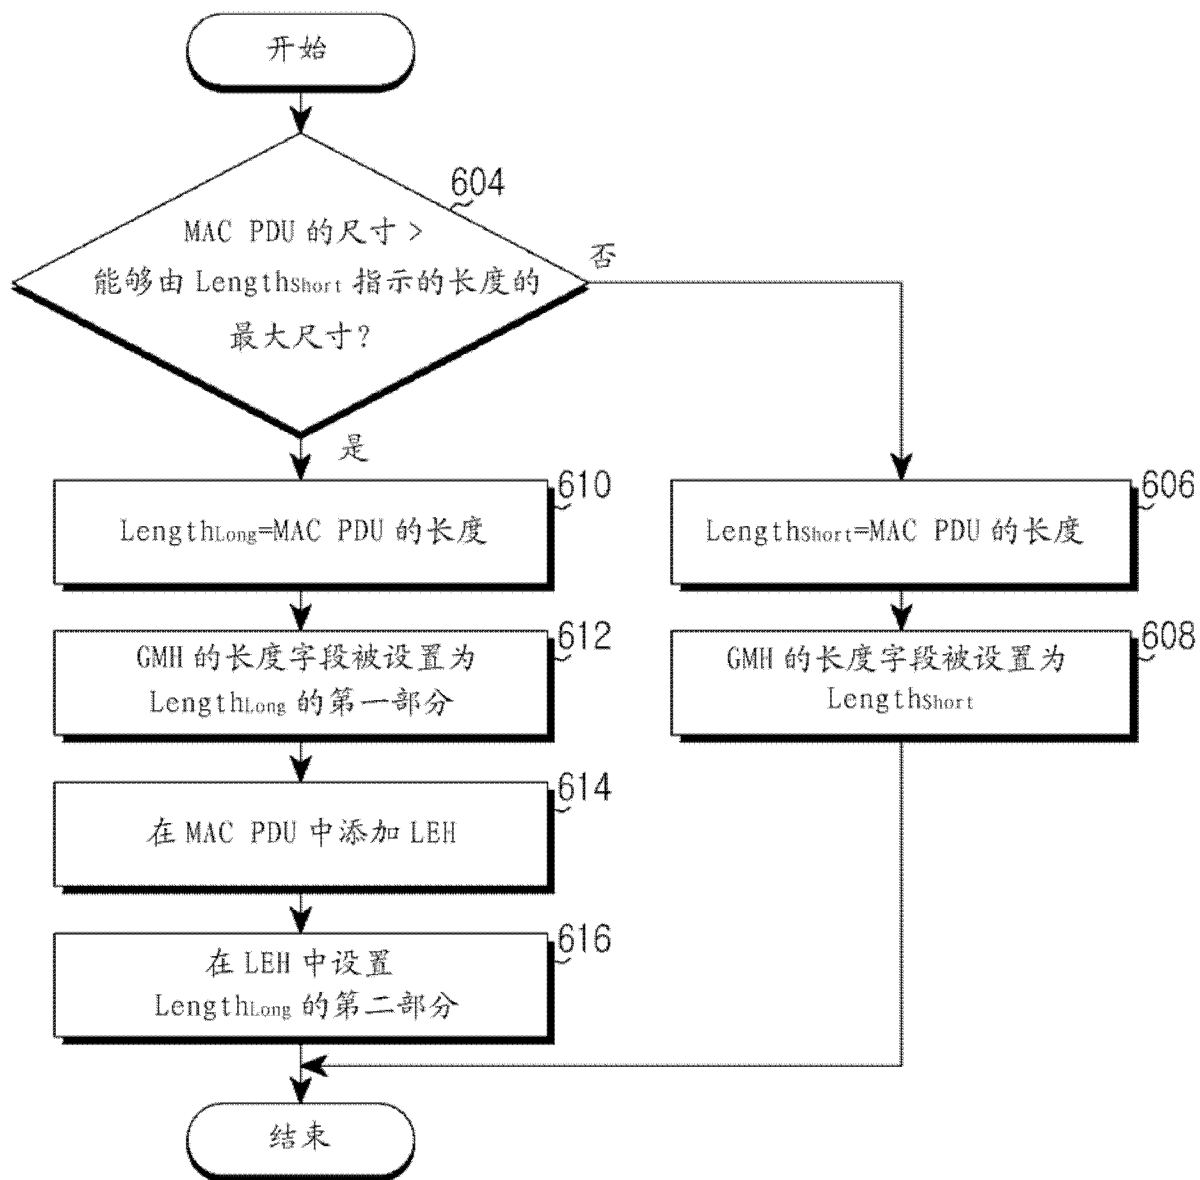 开始
604
MAC PDU 的尺寸 >
能够由 LengthShort 指示的长度的
最大尺寸?
否
是
610
LengthLong=MAC PDU 的长度
606
LengthShort=MAC PDU 的长度
612
GMH 的长度字段被设置为
LengthLong 的第一部分
608
GMH 的长度字段被设置为
LengthShort
614
在 MAC PDU 中添加 LEH
616
在 LEH 中设置
LengthLong 的第二部分
结束